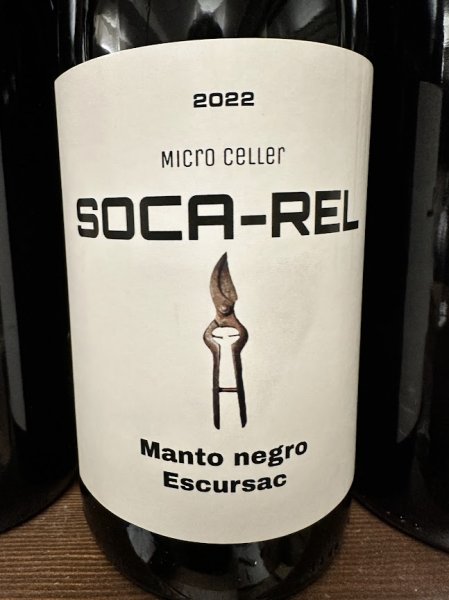 2022
Micro Celler
SOCA-REL
Manto negro
Escursac